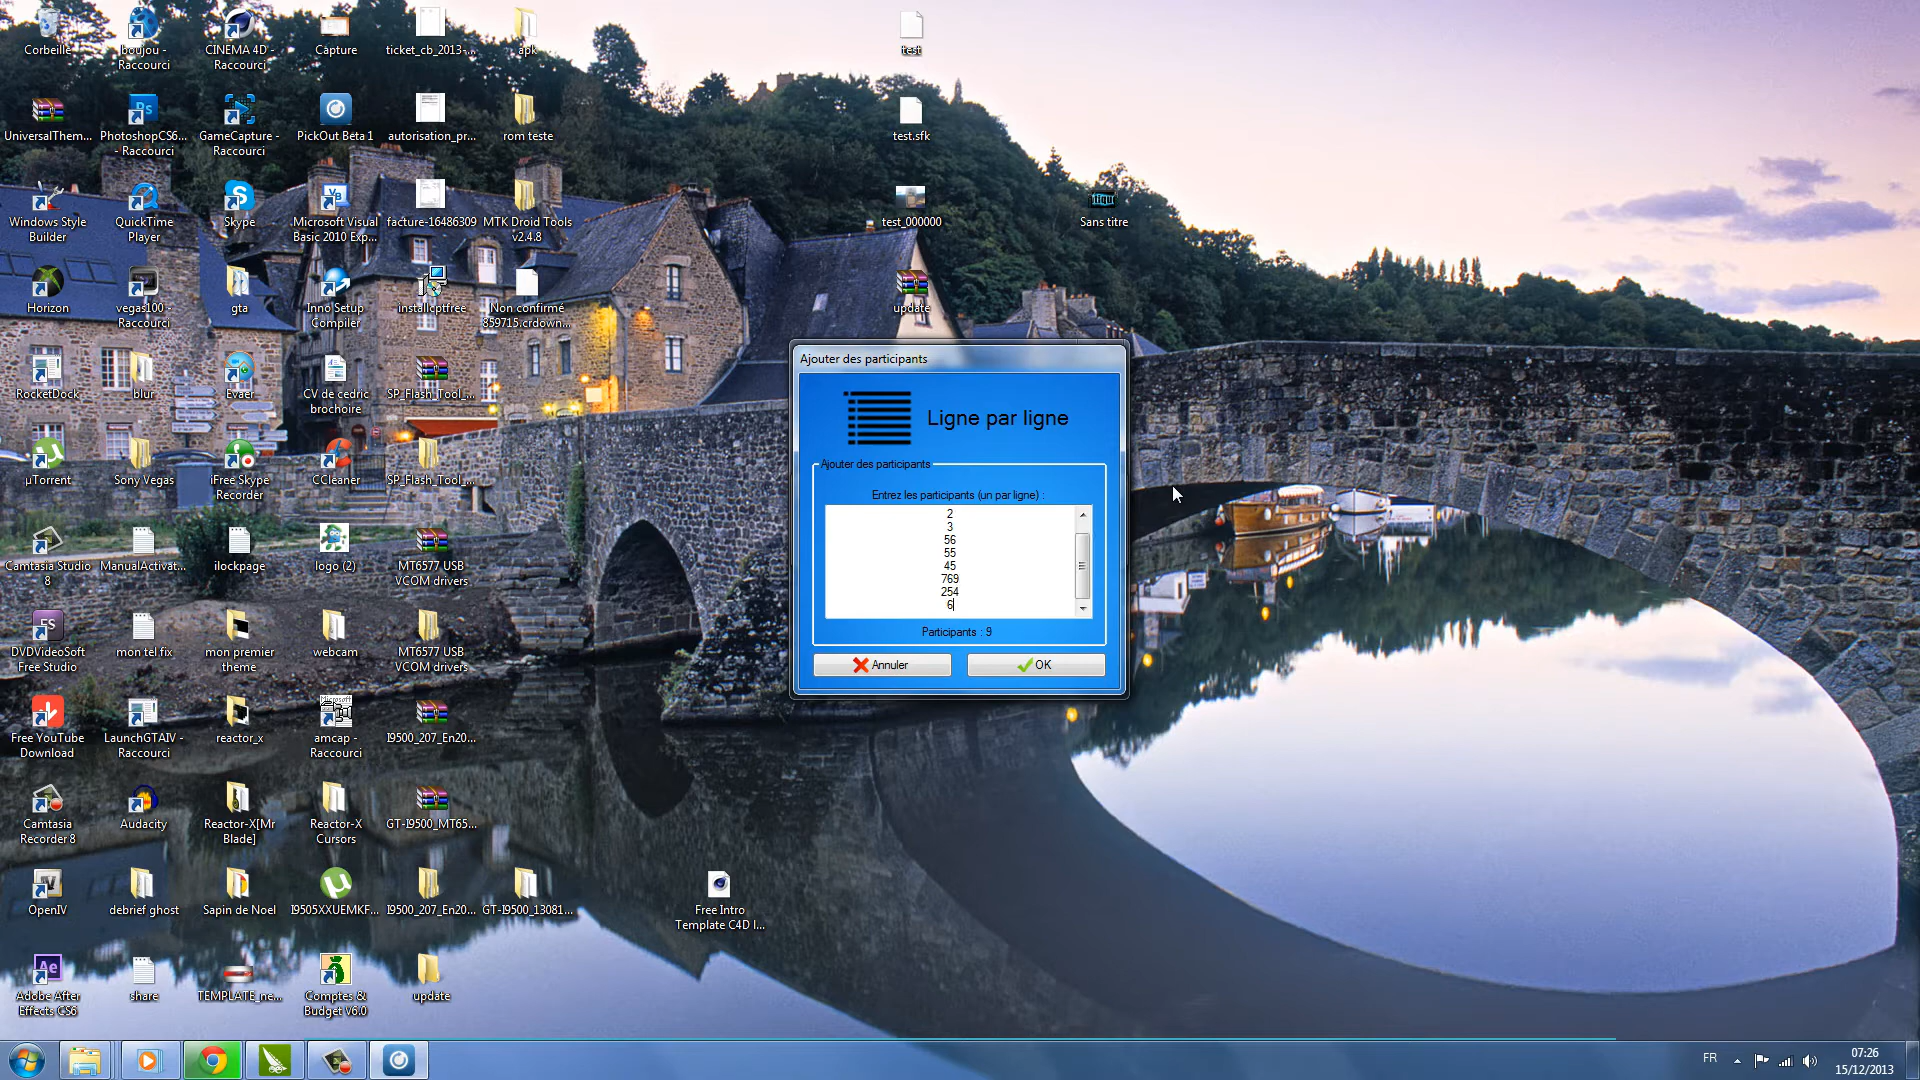 Corbeille
boujou - Raccourci
CINEMA 4D - Raccourci
Capture
ticket_cb_2013-...
apk
test
UniversalThem...
PhotoshopCS6... - Raccourci
GameCapture - Raccourci
PickOut Bêta 1
autorisation_pr...
rom teste
test.sfk
Windows Style Builder
QuickTime Player
Skype
Microsoft Visual Basic 2010 Exp...
facture-16486309
MTK Droid Tools v2.4.8
test_000000
Sans titre
Horizon
vegas100 - Raccourci
gta
Inno Setup Compiler
installeptfree
Non confirmé 859715.crdown...
update
RocketDock
blur
Evaer
CV de cedric brochoire
SP_Flash_Tool_...
µTorrent
Sony Vegas
iFree Skype Recorder
CCleaner
SP_Flash_Tool_...
Camtasia Studio 8
ManualActivat...
ilockpage
logo (2)
MT6577 USB VCOM drivers
DVDVideoSoft Free Studio
mon tel fix
mon premier theme
webcam
MT6577 USB VCOM drivers
Free YouTube Download
LaunchGTAIV - Raccourci
reactor_x
amcap - Raccourci
I9500_207_En20...
Camtasia Recorder 8
Audacity
Reactor-X[Mr Blade]
Reactor-X Cursors
GT-I9500_MT65...
OpenIV
debrief ghost
Sapin de Noel
I9505XXUEMKF...
I9500_207_En20...
GT-I9500_13081...
Free Intro Template C4D I...
Adobe After Effects CS6
share
TEMPLATE_ne...
Comptes & Budget V6.0
update
Ajouter des participants
Ligne par ligne
Ajouter des participants
Entrez les participants (un par ligne) :
2
3
56
55
45
769
254
6
Participants : 9
Annuler
OK
FR
07:26
15/12/2013